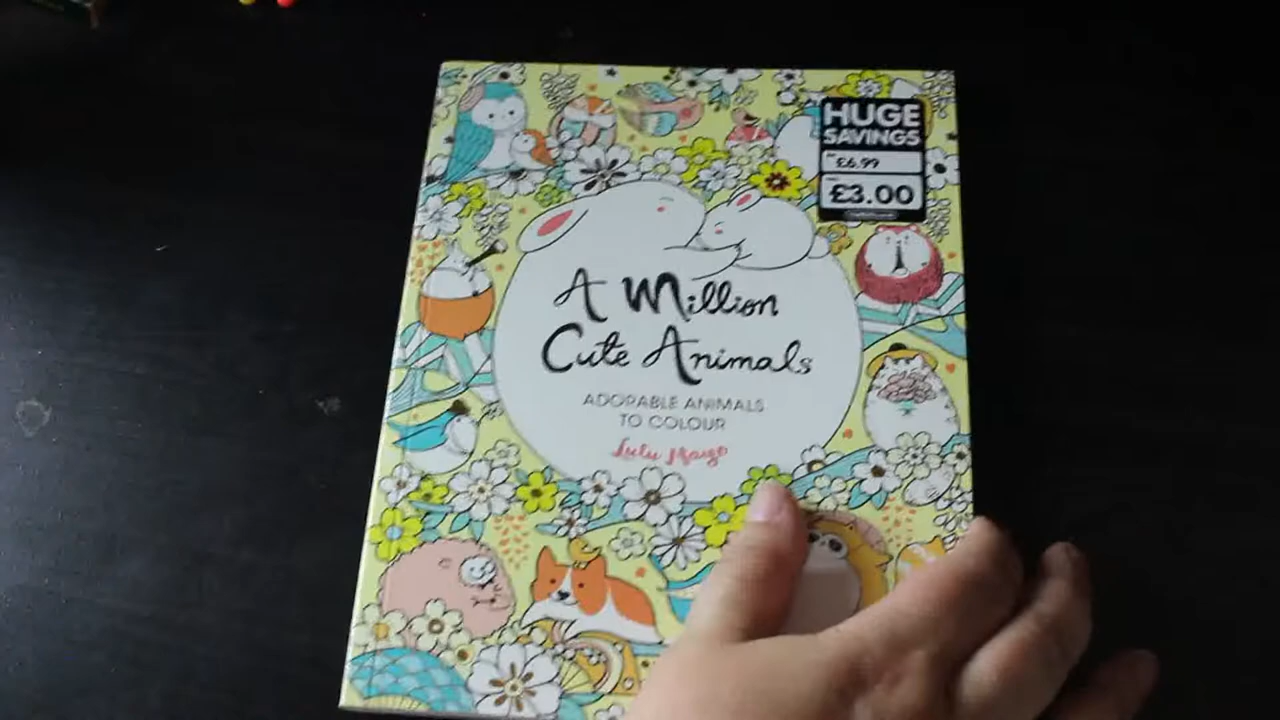 HUGE
SAVINGS
£6.99
£3.00
A Million
Cute Animals
ADORABLE ANIMALS
TO COLOUR
Lulu Mayo